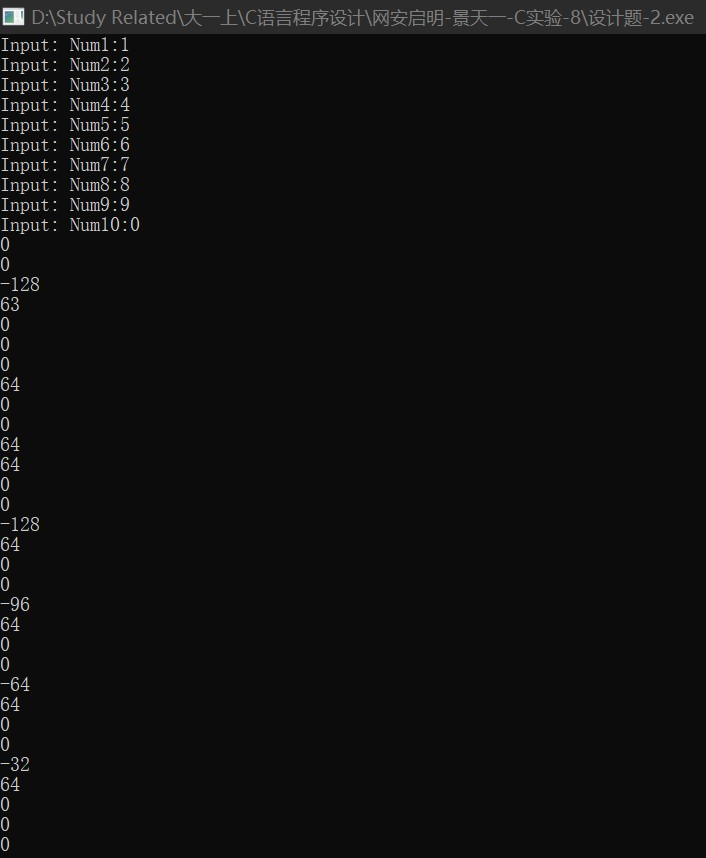 D:\Study Related\大一上\C语言程序设计\网安启明-景天一-C实验-8\设计题-2.exe
Input: Num1:1
Input: Num2:2
Input: Num3:3
Input: Num4:4
Input: Num5:5
Input: Num6:6
Input: Num7:7
Input: Num8:8
Input: Num9:9
Input: Num10:0
0
0
-128
63
0
0
0
64
0
0
64
64
0
0
-128
64
0
0
-96
64
0
0
-64
64
0
0
-32
64
0
0
0